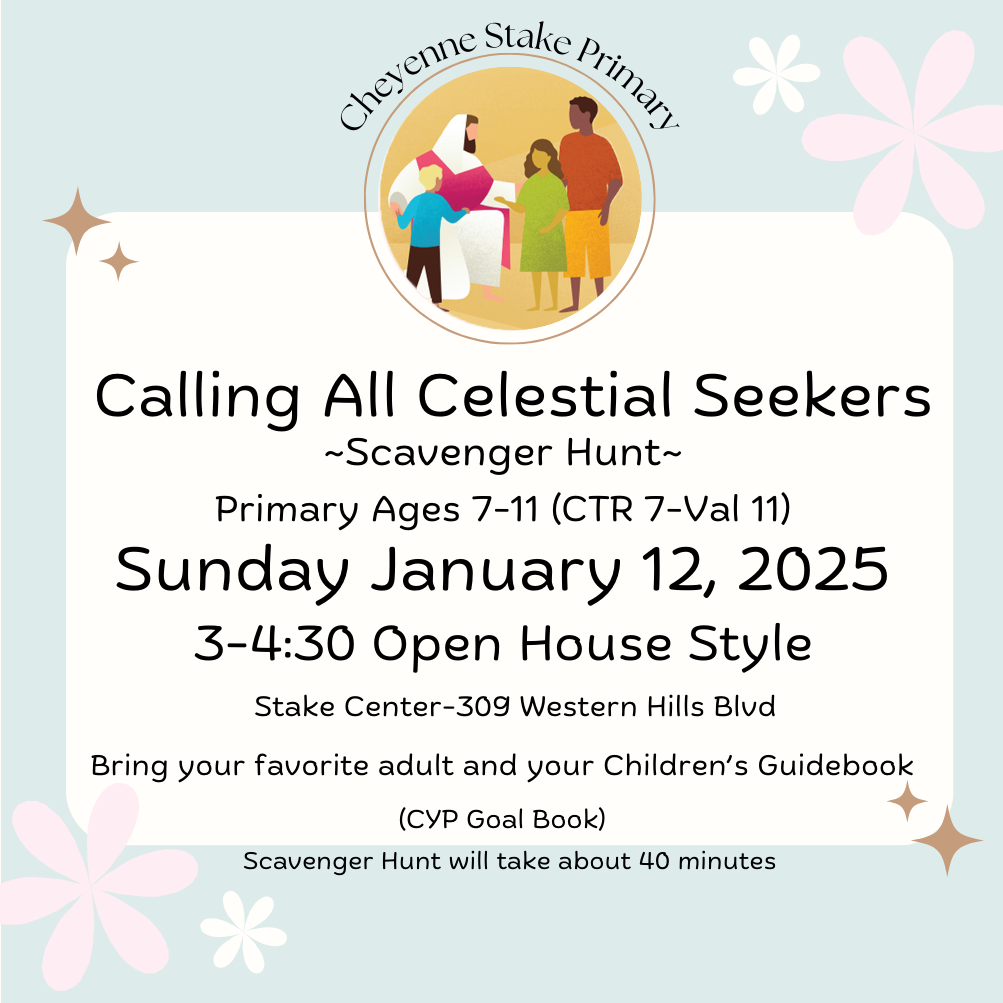 Cheyenne Stake Primary
Calling All Celestial Seekers
~Scavenger Hunt~
Primary Ages 7-11 (CTR 7-Val 11)
Sunday January 12, 2025
3-4:30 Open House Style
Stake Center-309 Western Hills Blvd
Bring your favorite adult and your Children's Guidebook
(CYP Goal Book)
Scavenger Hunt will take about 40 minutes